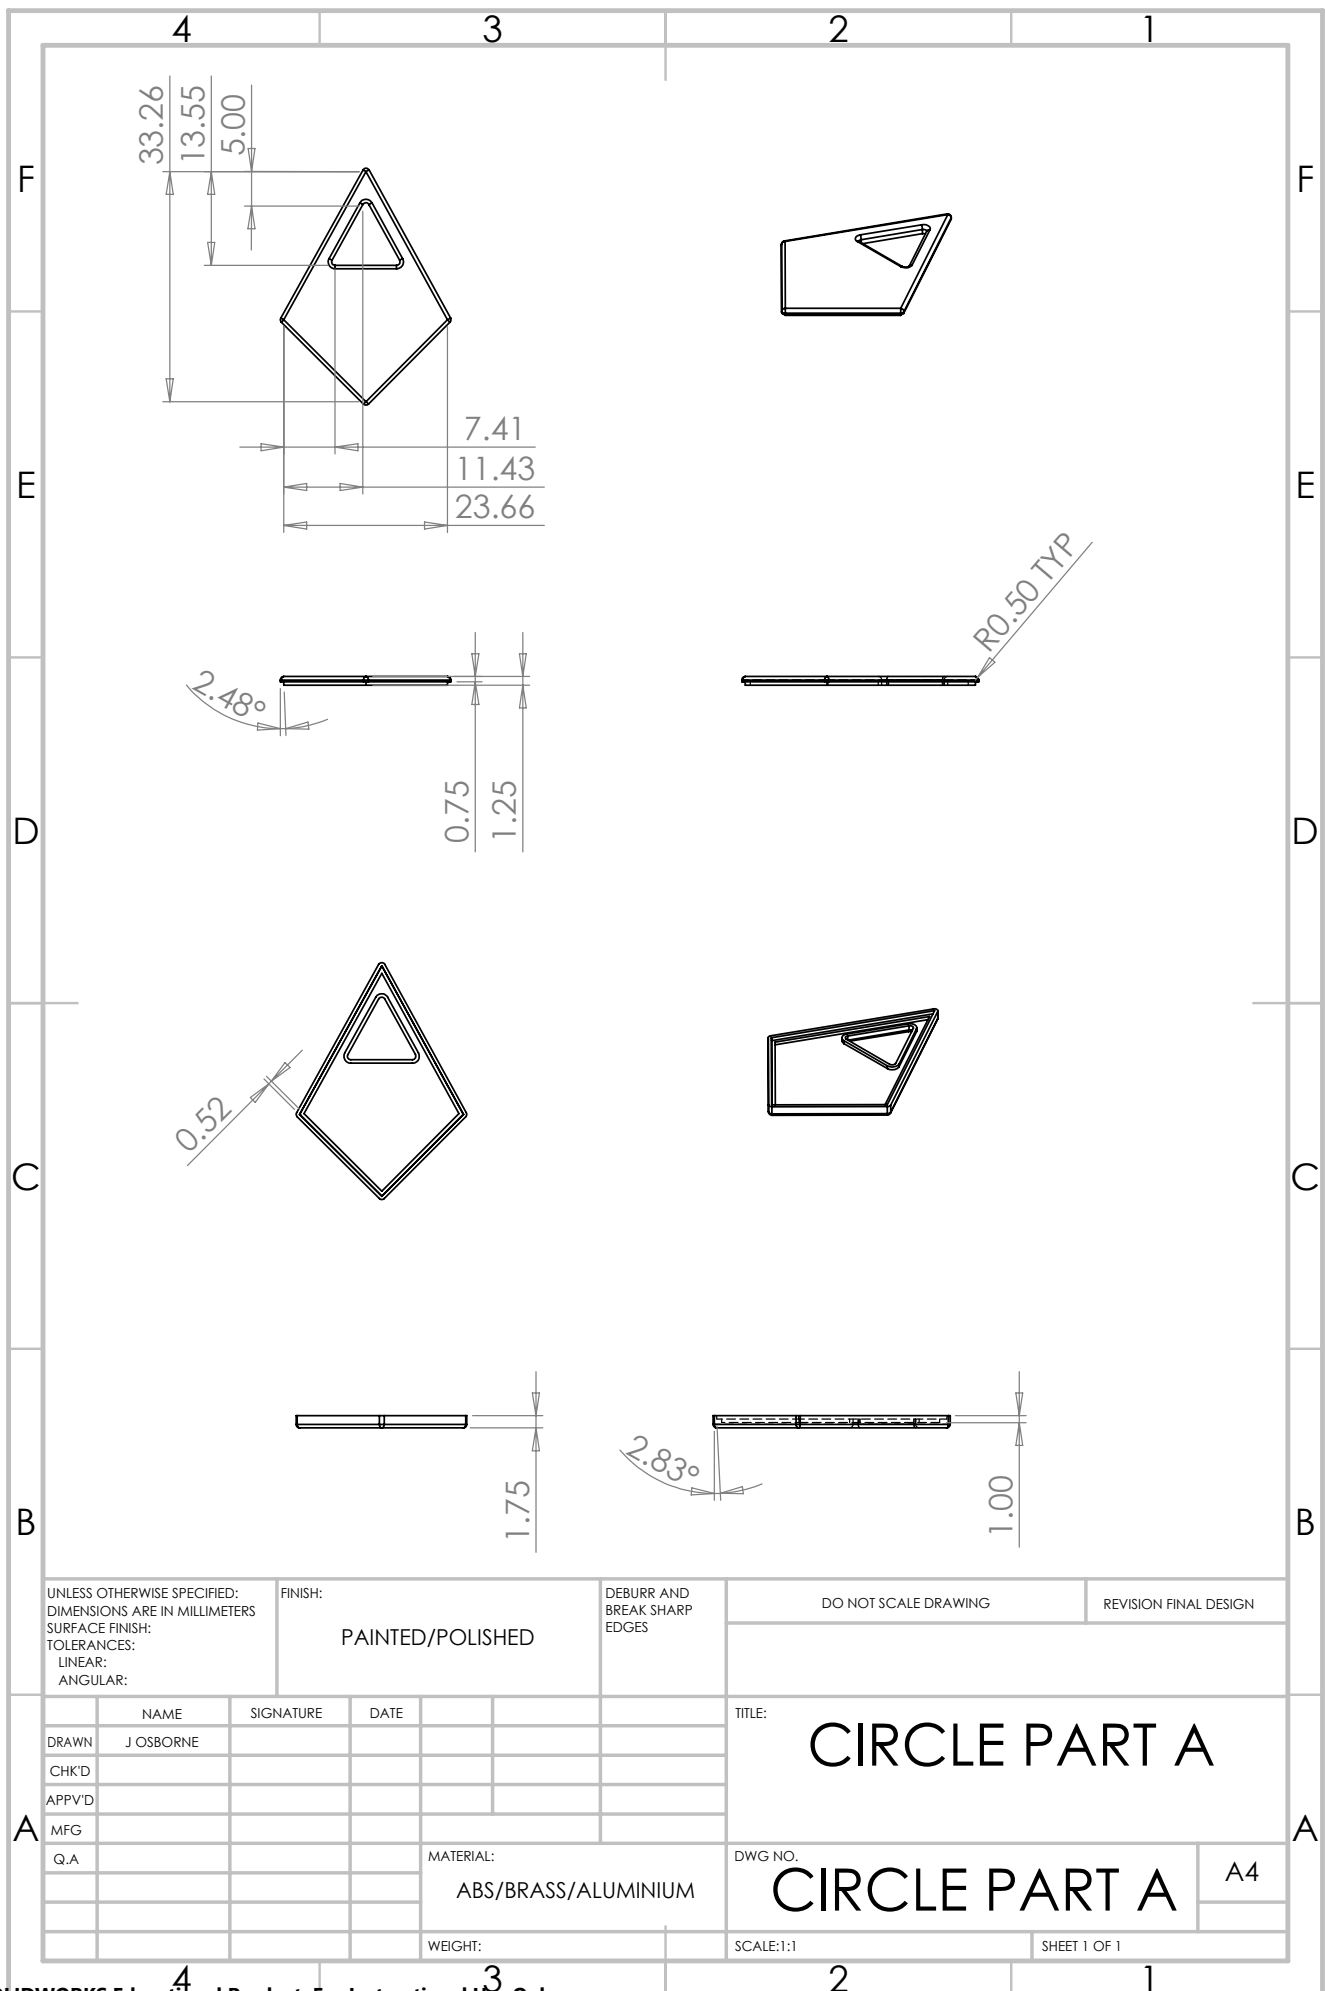 4 3 2 1
33.26
13.55
5.00
F F
7.41
11.43
23.66
E E
R0.50 TYP
2.48°
0.75
1.25
D D
0.52
C C
1.75
2.83°
1.00
B B
UNLESS OTHERWISE SPECIFIED:
DIMENSIONS ARE IN MILLIMETERS
SURFACE FINISH:
TOLERANCES:
LINEAR:
ANGULAR:
FINISH:
PAINTED/POLISHED
DEBURR AND
BREAK SHARP
EDGES
DO NOT SCALE DRAWING
REVISION FINAL DESIGN
NAME SIGNATURE DATE
DRAWN J OSBORNE
CHK'D
APPV'D
MFG
Q.A
TITLE:
CIRCLE PART A
A A
MATERIAL:
ABS/BRASS/ALUMINIUM
DWG NO.
CIRCLE PART A
A4
WEIGHT:
SCALE:1:1
SHEET 1 OF 1
4 3 2 1